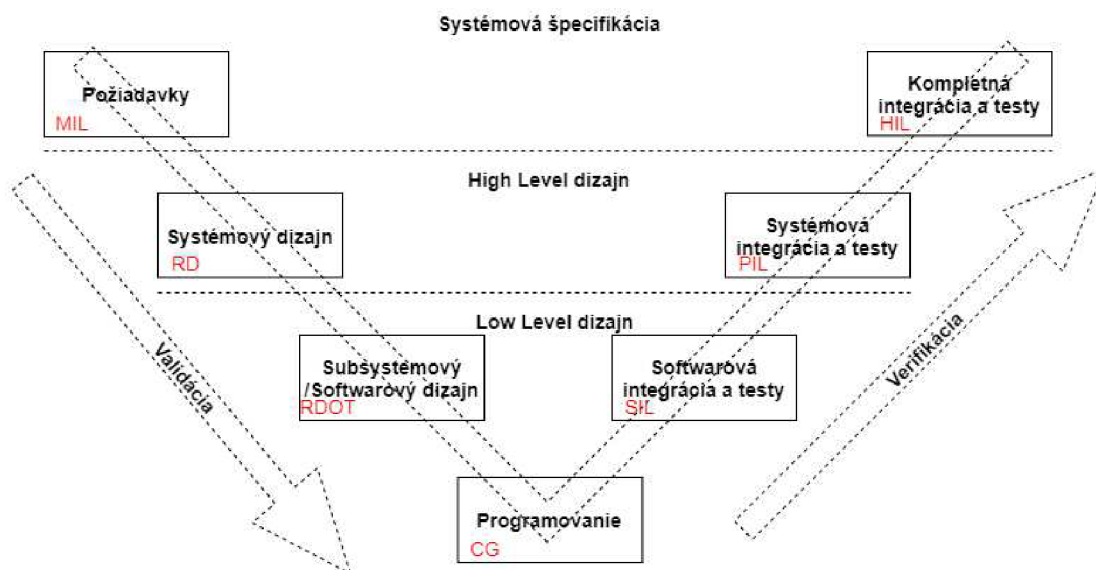 Systémová špecifikácia
Požiadavky
MIL
Kompletná
integrácia a testy
HIL
High Level dizajn
Systémový dizajn
RD
Systémová
integrácia a testy
PIL
Low Level dizajn
Subsystémový
/Softwarový dizajn
RDOT
Softwarová
integrácia a testy
SIL
Validácia
Verifikácia
Programovanie
CG